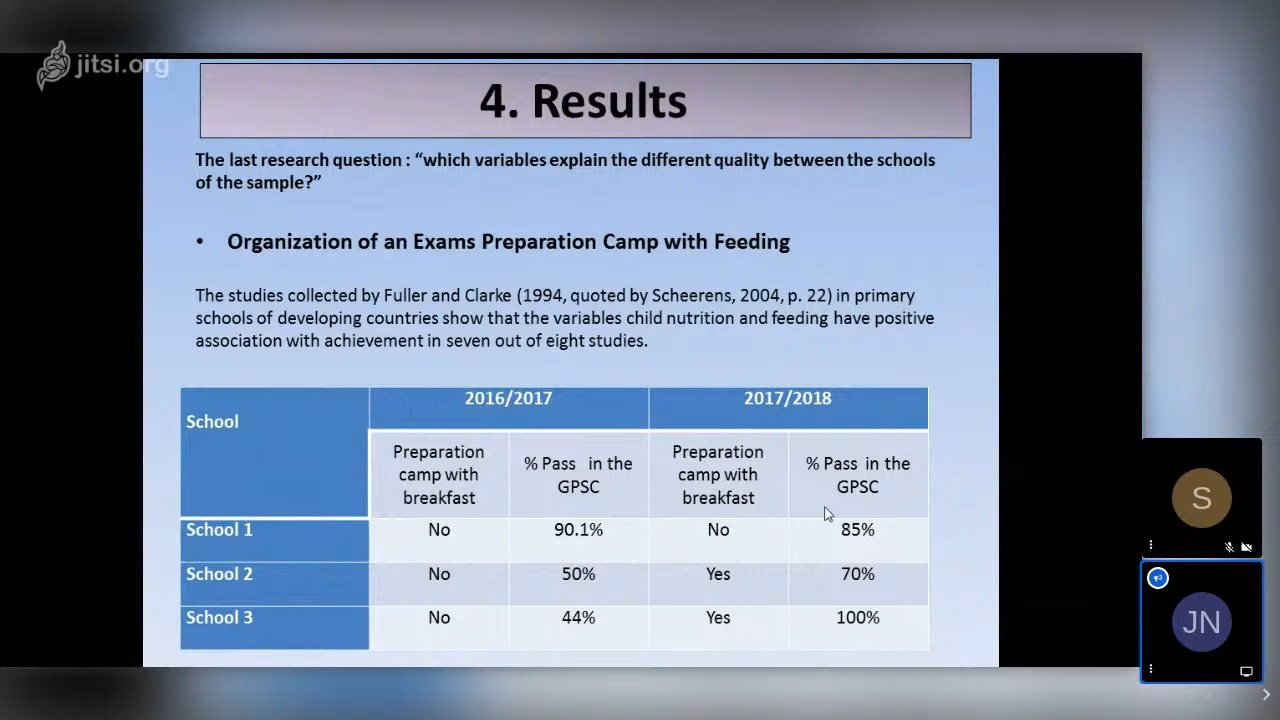 jitsi.org
4. Results
The last research question : “which variables explain the different quality between the schools
of the sample?”
• Organization of an Exams Preparation Camp with Feeding
The studies collected by Fuller and Clarke (1994, quoted by Scheerens, 2004, p. 22) in primary
schools of developing countries show that the variables child nutrition and feeding have positive
association with achievement in seven out of eight studies.
School 2016/2017 2017/2018
Preparation camp with breakfast % Pass in the GPSC Preparation camp with breakfast % Pass in the GPSC
School 1 No 90.1% No 85%
School 2 No 50% Yes 70%
School 3 No 44% Yes 100%
S
JN